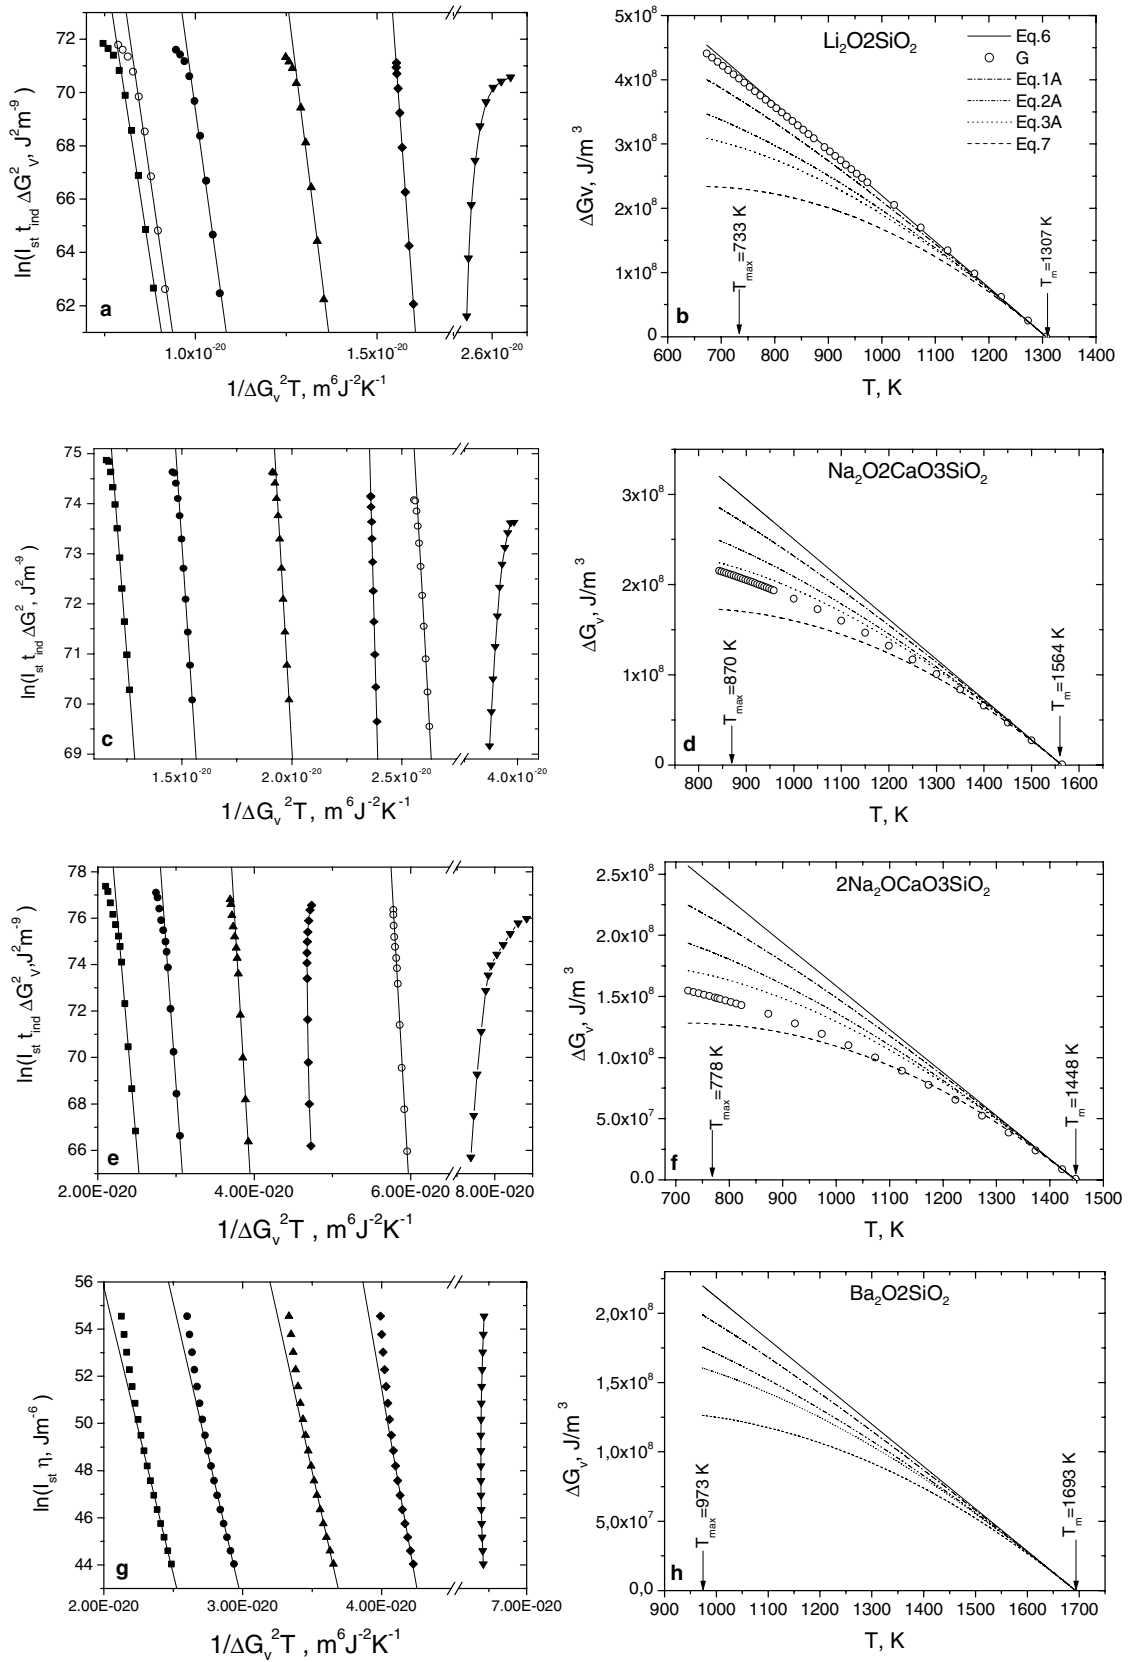 72
70
68
66
64
62
ln(I_st t_ind ΔG²_V, J²m⁻⁹)
a
1.0x10⁻²⁰
1.5x10⁻²⁰
2.6x10⁻²⁰
1/ΔG_v²T, m⁶J⁻²K⁻¹
5x10⁸
4x10⁸
3x10⁸
2x10⁸
1x10⁸
0
ΔGv, J/m³
Li₂O2SiO₂
Eq.6
G
Eq.1A
Eq.2A
Eq.3A
Eq.7
T_max=733 K
T_m=1307 K
b
600 700 800 900 1000 1100 1200 1300 1400
T, K
75
74
73
72
71
70
69
ln(I_st t_ind ΔG², J²m⁻⁹)
c
1.5x10⁻²⁰
2.0x10⁻²⁰
2.5x10⁻²⁰
4.0x10⁻²⁰
1/ΔG_v²T, m⁶J⁻²K⁻¹
3x10⁸
2x10⁸
1x10⁸
0
ΔG_v, J/m³
Na₂O2CaO3SiO₂
T_max=870 K
T_m=1564 K
d
800 900 1000 1100 1200 1300 1400 1500 1600
T, K
78
76
74
72
70
68
66
ln(I_st t_ind ΔG²_V, J²m⁻⁹)
e
2.00E-020
4.00E-020
6.00E-020
8.00E-020
1/ΔG_v²T , m⁶J⁻²K⁻¹
2.5x10⁸
2.0x10⁸
1.5x10⁸
1.0x10⁸
5.0x10⁷
0.0
ΔG_v, J/m³
2Na₂OCaO3SiO₂
T_max=778 K
T_m=1448 K
f
700 800 900 1000 1100 1200 1300 1400 1500
T, K
56
54
52
50
48
46
44
ln(I_st η, Jm⁻⁶)
g
2.00E-020
3.00E-020
4.00E-020
7.00E-020
1/ΔG_v²T , m⁶J⁻²K⁻¹
2,0x10⁸
1,5x10⁸
1,0x10⁸
5,0x10⁷
0,0
ΔG_v, J/m³
Ba₂O2SiO₂
T_max=973 K
T_m=1693 K
h
900 1000 1100 1200 1300 1400 1500 1600 1700
T, K